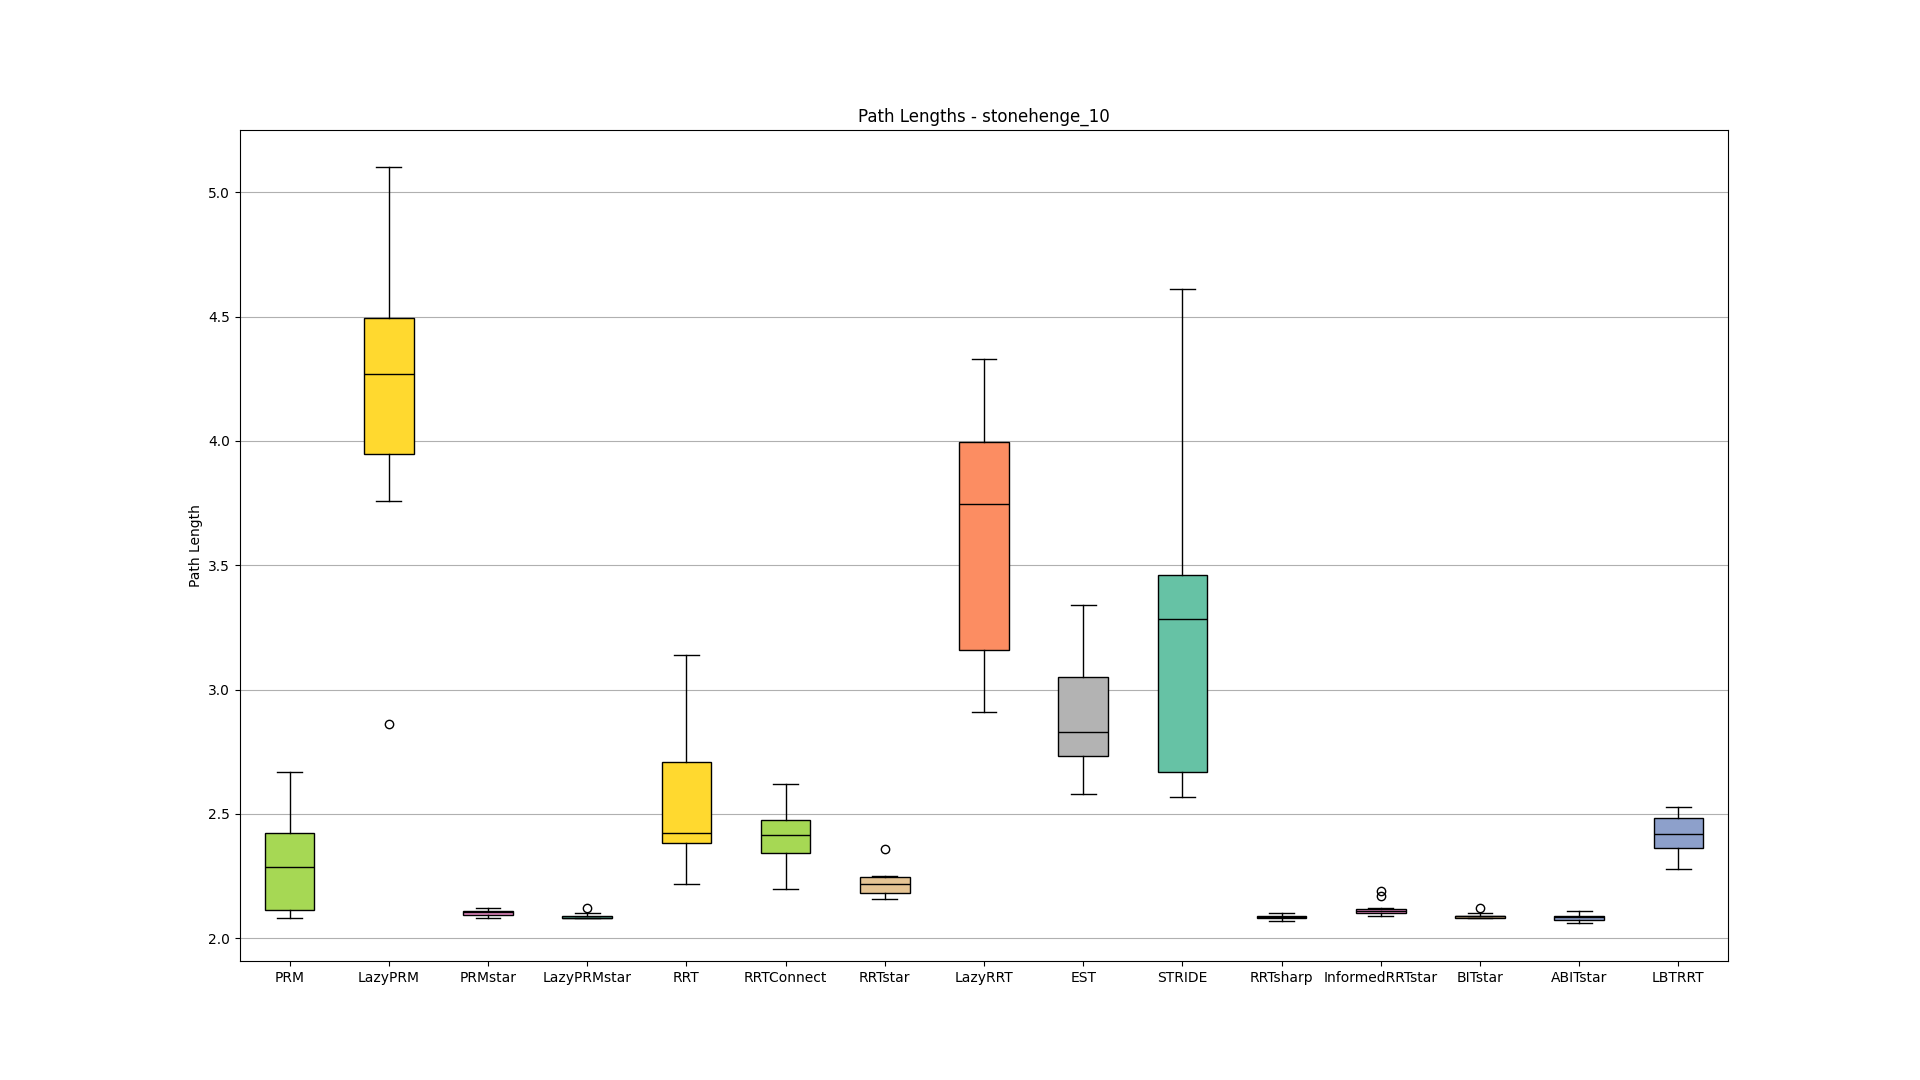 Path Lengths - stonehenge_10
Path Length
5.0
4.5
4.0
3.5
3.0
2.5
2.0
PRM LazyPRM PRMstar LazyPRMstar RRT RRTConnect RRTstar LazyRRT EST STRIDE RRTsharp InformedRRTstar BITstar ABITstar LBTRRT